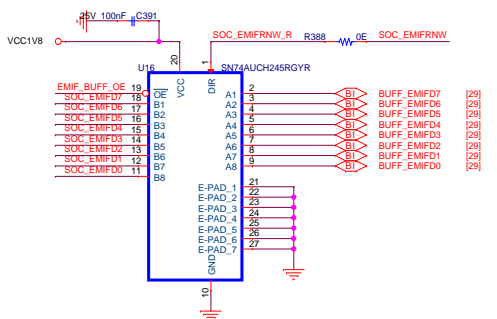 25V 100nF C391
VCC1V8
SOC_EMIFRNW_R R388 0E SOC_EMIFRNW
U16 20 1 SN74AUCH245RGYR
VCC DIR
EMIF_BUFF_OE 19 OE A1 2 BI BUFF_EMIFD7 [29]
SOC_EMIFD7 18 B1 A2 3 BI BUFF_EMIFD6 [29]
SOC_EMIFD6 17 B2 A3 4 BI BUFF_EMIFD5 [29]
SOC_EMIFD5 16 B3 A4 5 BI BUFF_EMIFD4 [29]
SOC_EMIFD4 15 B4 A5 6 BI BUFF_EMIFD3 [29]
SOC_EMIFD3 14 B5 A6 7 BI BUFF_EMIFD2 [29]
SOC_EMIFD2 13 B6 A7 8 BI BUFF_EMIFD1 [29]
SOC_EMIFD1 12 B7 A8 9 BI BUFF_EMIFD0 [29]
SOC_EMIFD0 11 B8
E-PAD_1 21
E-PAD_2 22
E-PAD_3 23
E-PAD_4 24
E-PAD_5 25
E-PAD_6 26
E-PAD_7 27
GND
10